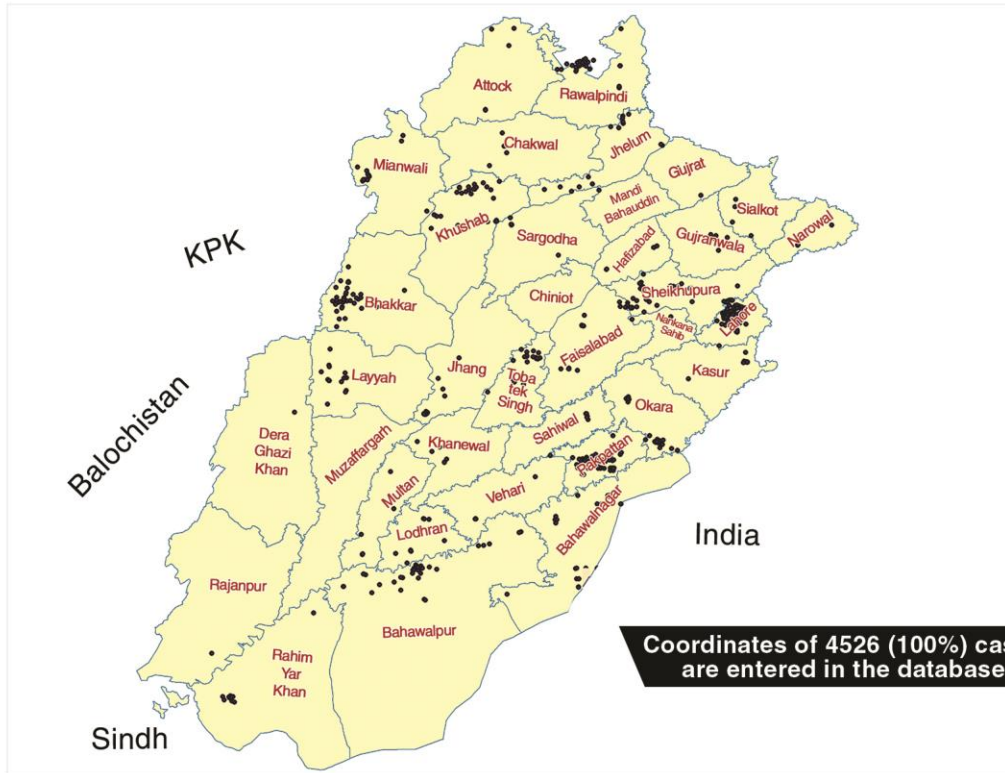 Attock
Rawalpindi
Chakwal
Jhelum
Mianwali
Gujrat
Mandi
Bahauddin
Sialkot
Khushab
Narowal
Sargodha
Hafizabad
Gujranwala
KPK
Bhakkar
Chiniot
Sheikhupura
Lahore
Nankana
Sahib
Faisalabad
Layyah
Jhang
Toba
tek
Singh
Kasur
Okara
Balochistan
Dera
Ghazi
Khan
Muzaffargarh
Khanewal
Sahiwal
Pakpattan
Multan
Vehari
Bahawalnagar
Lodhran
India
Rajanpur
Bahawalpur
Rahim
Yar
Khan
Coordinates of 4526 (100%) cas
are entered in the database
Sindh